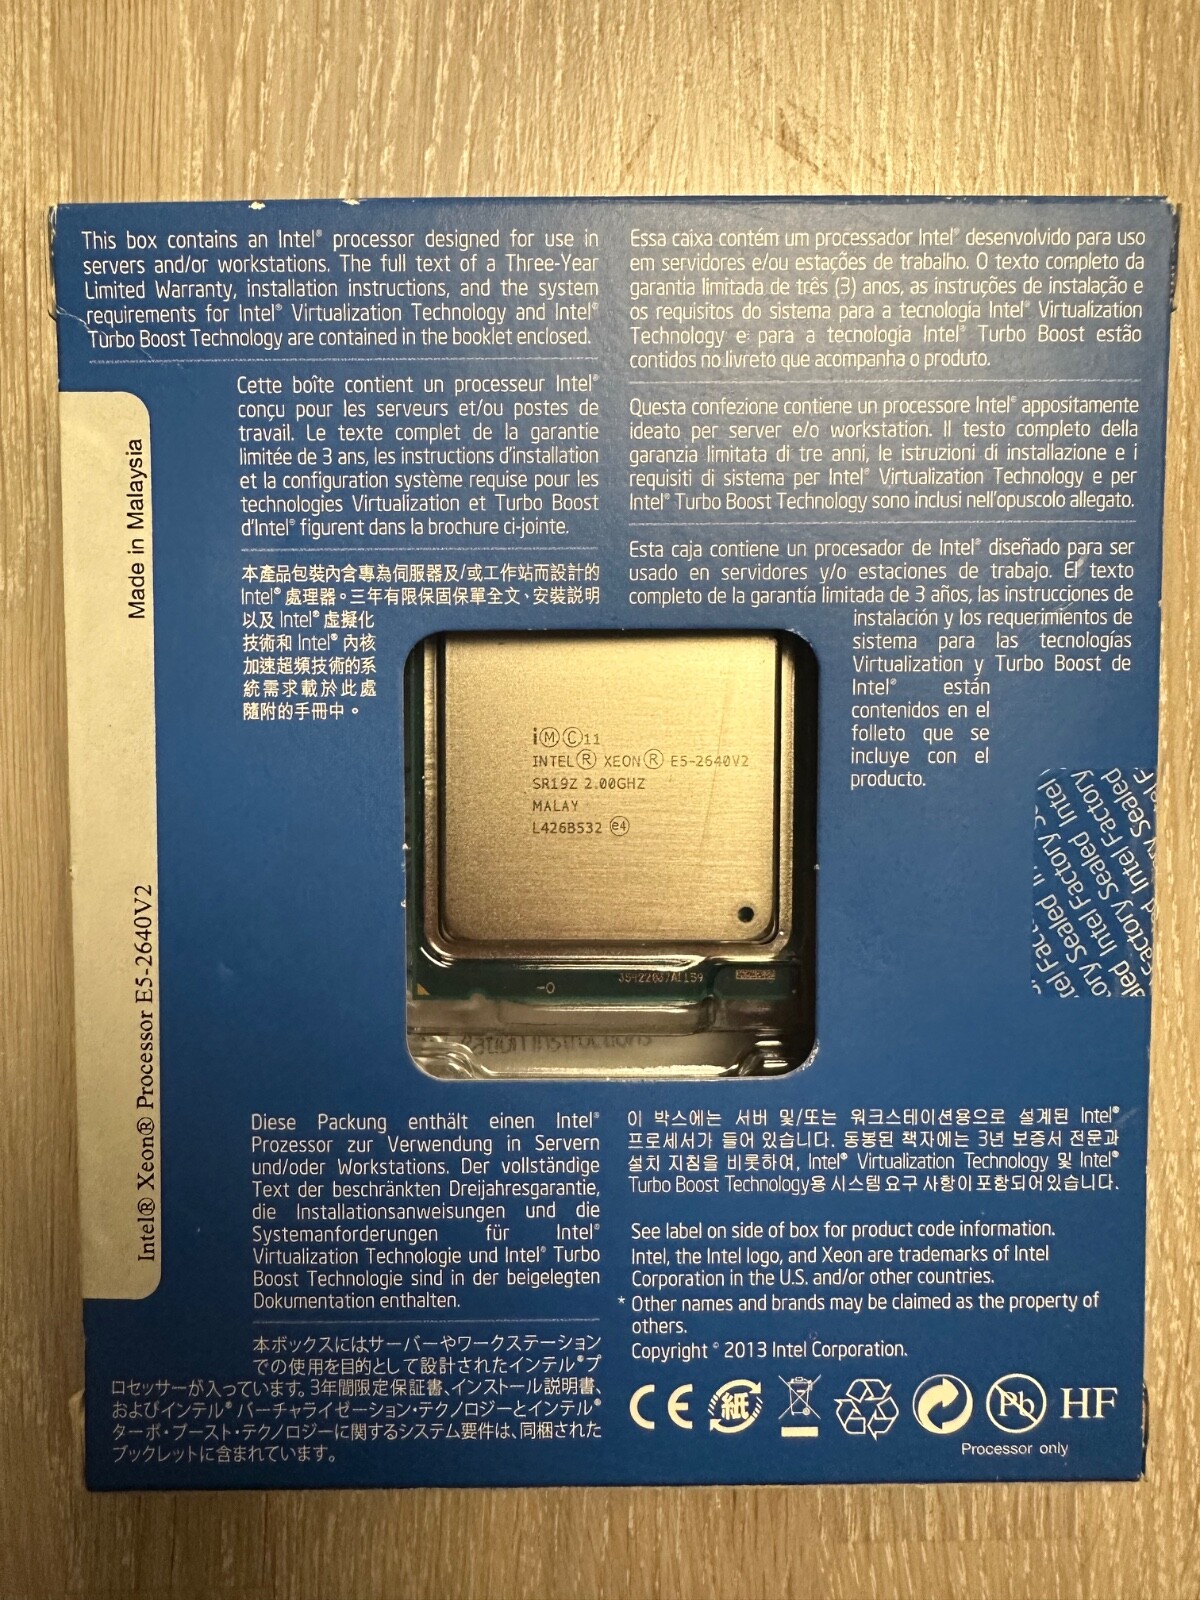 This box contains an Intel® processor designed for use in
servers and/or workstations. The full text of a Three-Year
Limited Warranty, installation instructions, and the system
requirements for Intel® Virtualization Technology and Intel®
Turbo Boost Technology are contained in the booklet enclosed.
Cette boîte contient un processeur Intel®
conçu pour les serveurs et/ou postes de
travail. Le texte complet de la garantie
limitée de 3 ans, les instructions d'installation
et la configuration système requise pour les
technologies Virtualization et Turbo Boost
d'Intel® figurent dans la brochure ci-jointe.
本產品包裝內含專為伺服器及/或工作站而設計的
Intel® 處理器。三年有限保固保單全文、安裝說明
以及 Intel® 虛擬化
技術和 Intel® 內核
加速超頻技術的系
統需求載於此處
隨附的手冊中。
Essa caixa contém um processador Intel® desenvolvido para uso
em servidores e/ou estações de trabalho. O texto completo da
garantia limitada de três (3) anos, as instruções de instalação e
os requisitos do sistema para a tecnologia Intel® Virtualization
Technology e para a tecnologia Intel® Turbo Boost estão
contidos no livreto que acompanha o produto.
Questa confezione contiene un processore Intel® appositamente
ideato per server e/o workstation. Il testo completo della
garanzia limitata di tre anni, le istruzioni di installazione e i
requisiti di sistema per Intel® Virtualization Technology e per
Intel® Turbo Boost Technology sono inclusi nell'opuscolo allegato.
Esta caja contiene un procesador de Intel® diseñado para ser
usado en servidores y/o estaciones de trabajo. El texto
completo de la garantía limitada de 3 años, las instrucciones de
instalación y los requerimientos de
sistema para las tecnologías
Virtualization y Turbo Boost de
Intel® están
contenidos en el
folleto que se
incluye con el
producto.
Made in Malaysia
Intel® Xeon® Processor E5-2640V2
i Ⓜ Ⓒ 11
INTEL® XEON® E5-2640V2
SR19Z 2.00GHZ
MALAY
L426B532 e4
-O
Intel Factory Sealed
Diese Packung enthält einen Intel®
Prozessor zur Verwendung in Servern
und/oder Workstations. Der vollständige
Text der beschränkten Dreijahresgarantie,
die Installationsanweisungen und die
Systemanforderungen für Intel®
Virtualization Technologie und Intel® Turbo
Boost Technologie sind in der beigelegten
Dokumentation enthalten.
本ボックスにはサーバーやワークステーション
での使用を目的として設計されたインテル® プ
ロセッサーが入っています。3年間限定保証書、インストール説明書、
およびインテル® バーチャライゼーション・テクノロジーとインテル®
ターボ・ブースト・テクノロジーに関するシステム要件は、同梱された
ブックレットに含まれています。
이 박스에는 서버 및/또는 워크스테이션용으로 설계된 Intel®
프로세서가 들어 있습니다. 동봉된 책자에는 3년 보증서 전문과
설치 지침을 비롯하여, Intel® Virtualization Technology 및 Intel®
Turbo Boost Technology용 시스템 요구 사항이 포함되어 있습니다.
See label on side of box for product code information.
Intel, the Intel logo, and Xeon are trademarks of Intel
Corporation in the U.S. and/or other countries.
* Other names and brands may be claimed as the property of
others.
Copyright © 2013 Intel Corporation.
CE 紙 Pb HF
Processor only